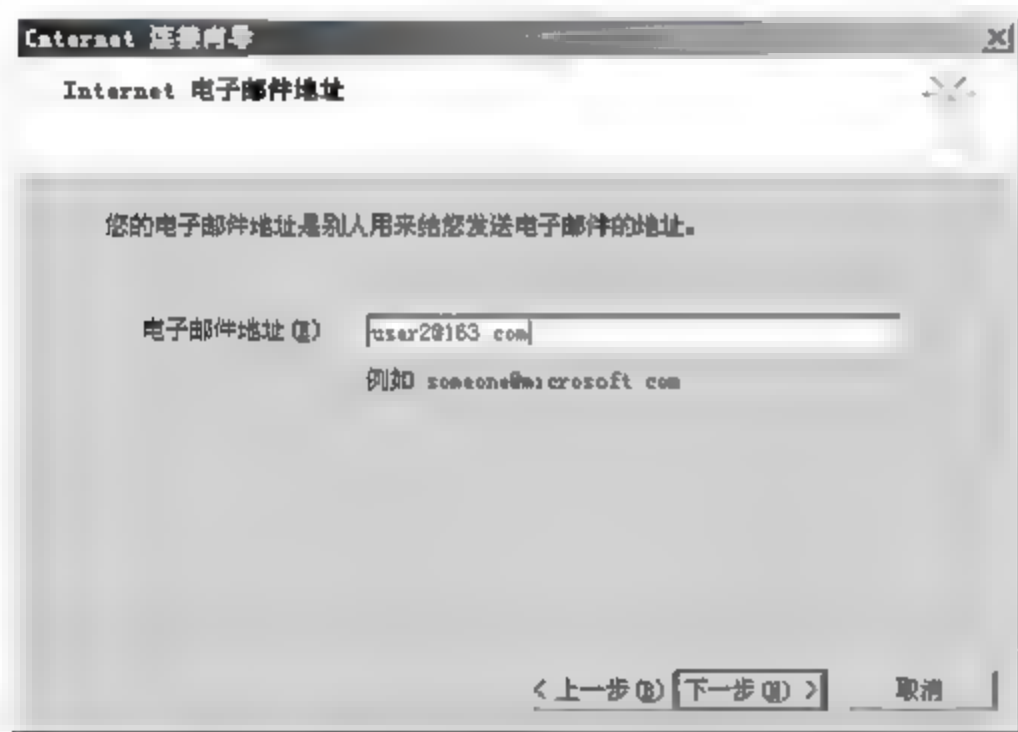 Internet 连接向导
Internet 电子邮件地址
您的电子邮件地址是别人用来给您发送电子邮件的地址。
电子邮件地址(E) user2@163 com
例如 someone@microsoft com
< 上一步(B) 下一步(N) > 取消